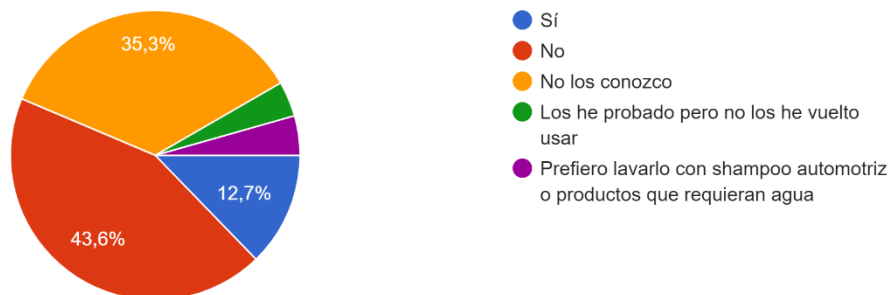 35,3%
12,7%
43,6%
Sí
No
No los conozco
Los he probado pero no los he vuelto
usar
Prefiero lavarlo con shampoo automotriz
o productos que requieran agua